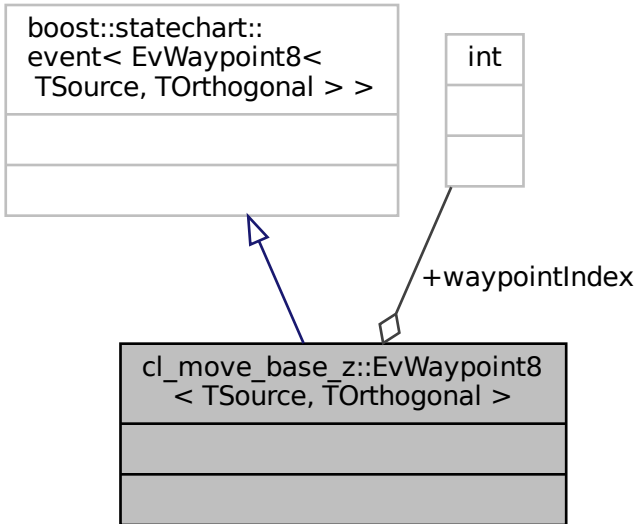 boost::statechart::
event< EvWaypoint8<
TSource, TOrthogonal > >
int
+waypointIndex
cl_move_base_z::EvWaypoint8
< TSource, TOrthogonal >